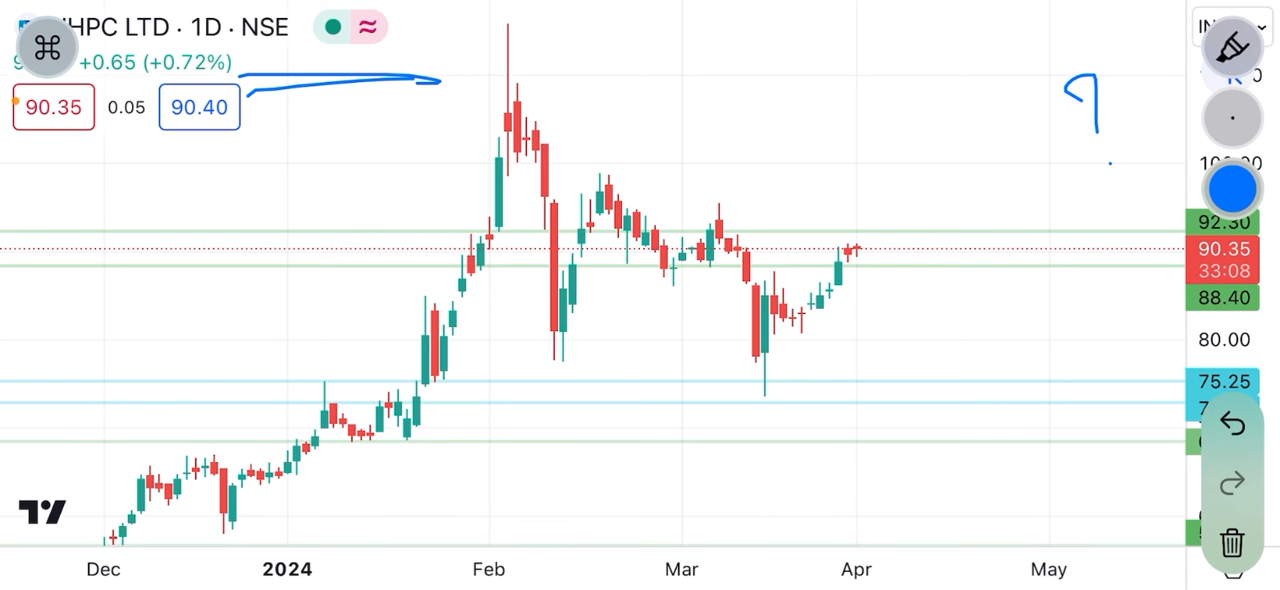 HPC LTD · 1D · NSE
+0.65 (+0.72%)
90.35 0.05 90.40
92.30
90.35
33:08
88.40
80.00
75.25
Dec 2024 Feb Mar Apr May